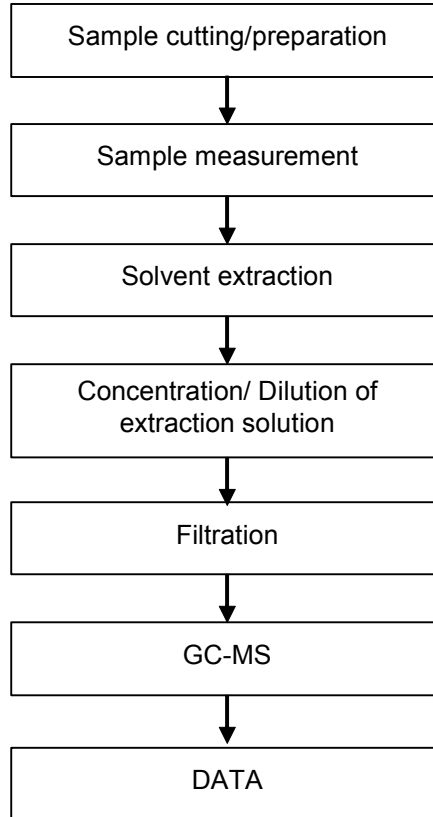 Sample cutting/preparation
Sample measurement
Solvent extraction
Concentration/ Dilution of
extraction solution
Filtration
GC-MS
DATA